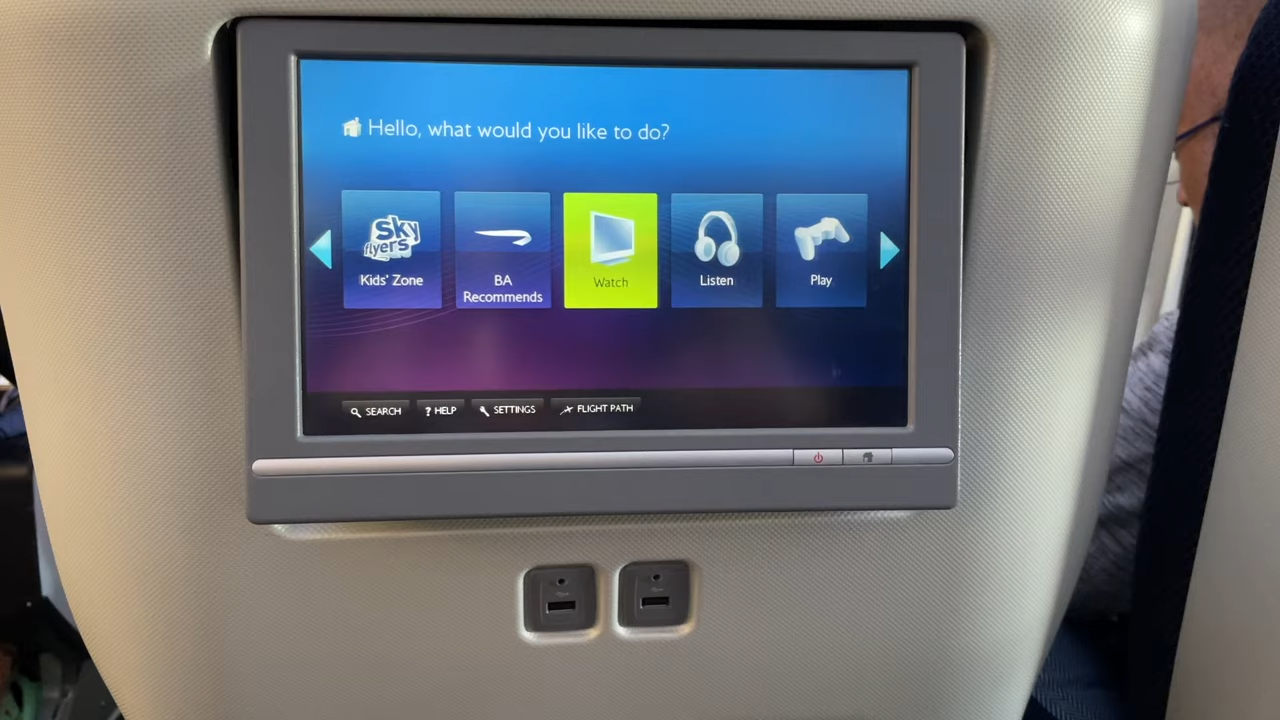 Hello, what would you like to do?
sky
flyers
Kids' Zone
BA
Recommends
Watch
Listen
Play
SEARCH
? HELP
SETTINGS
FLIGHT PATH